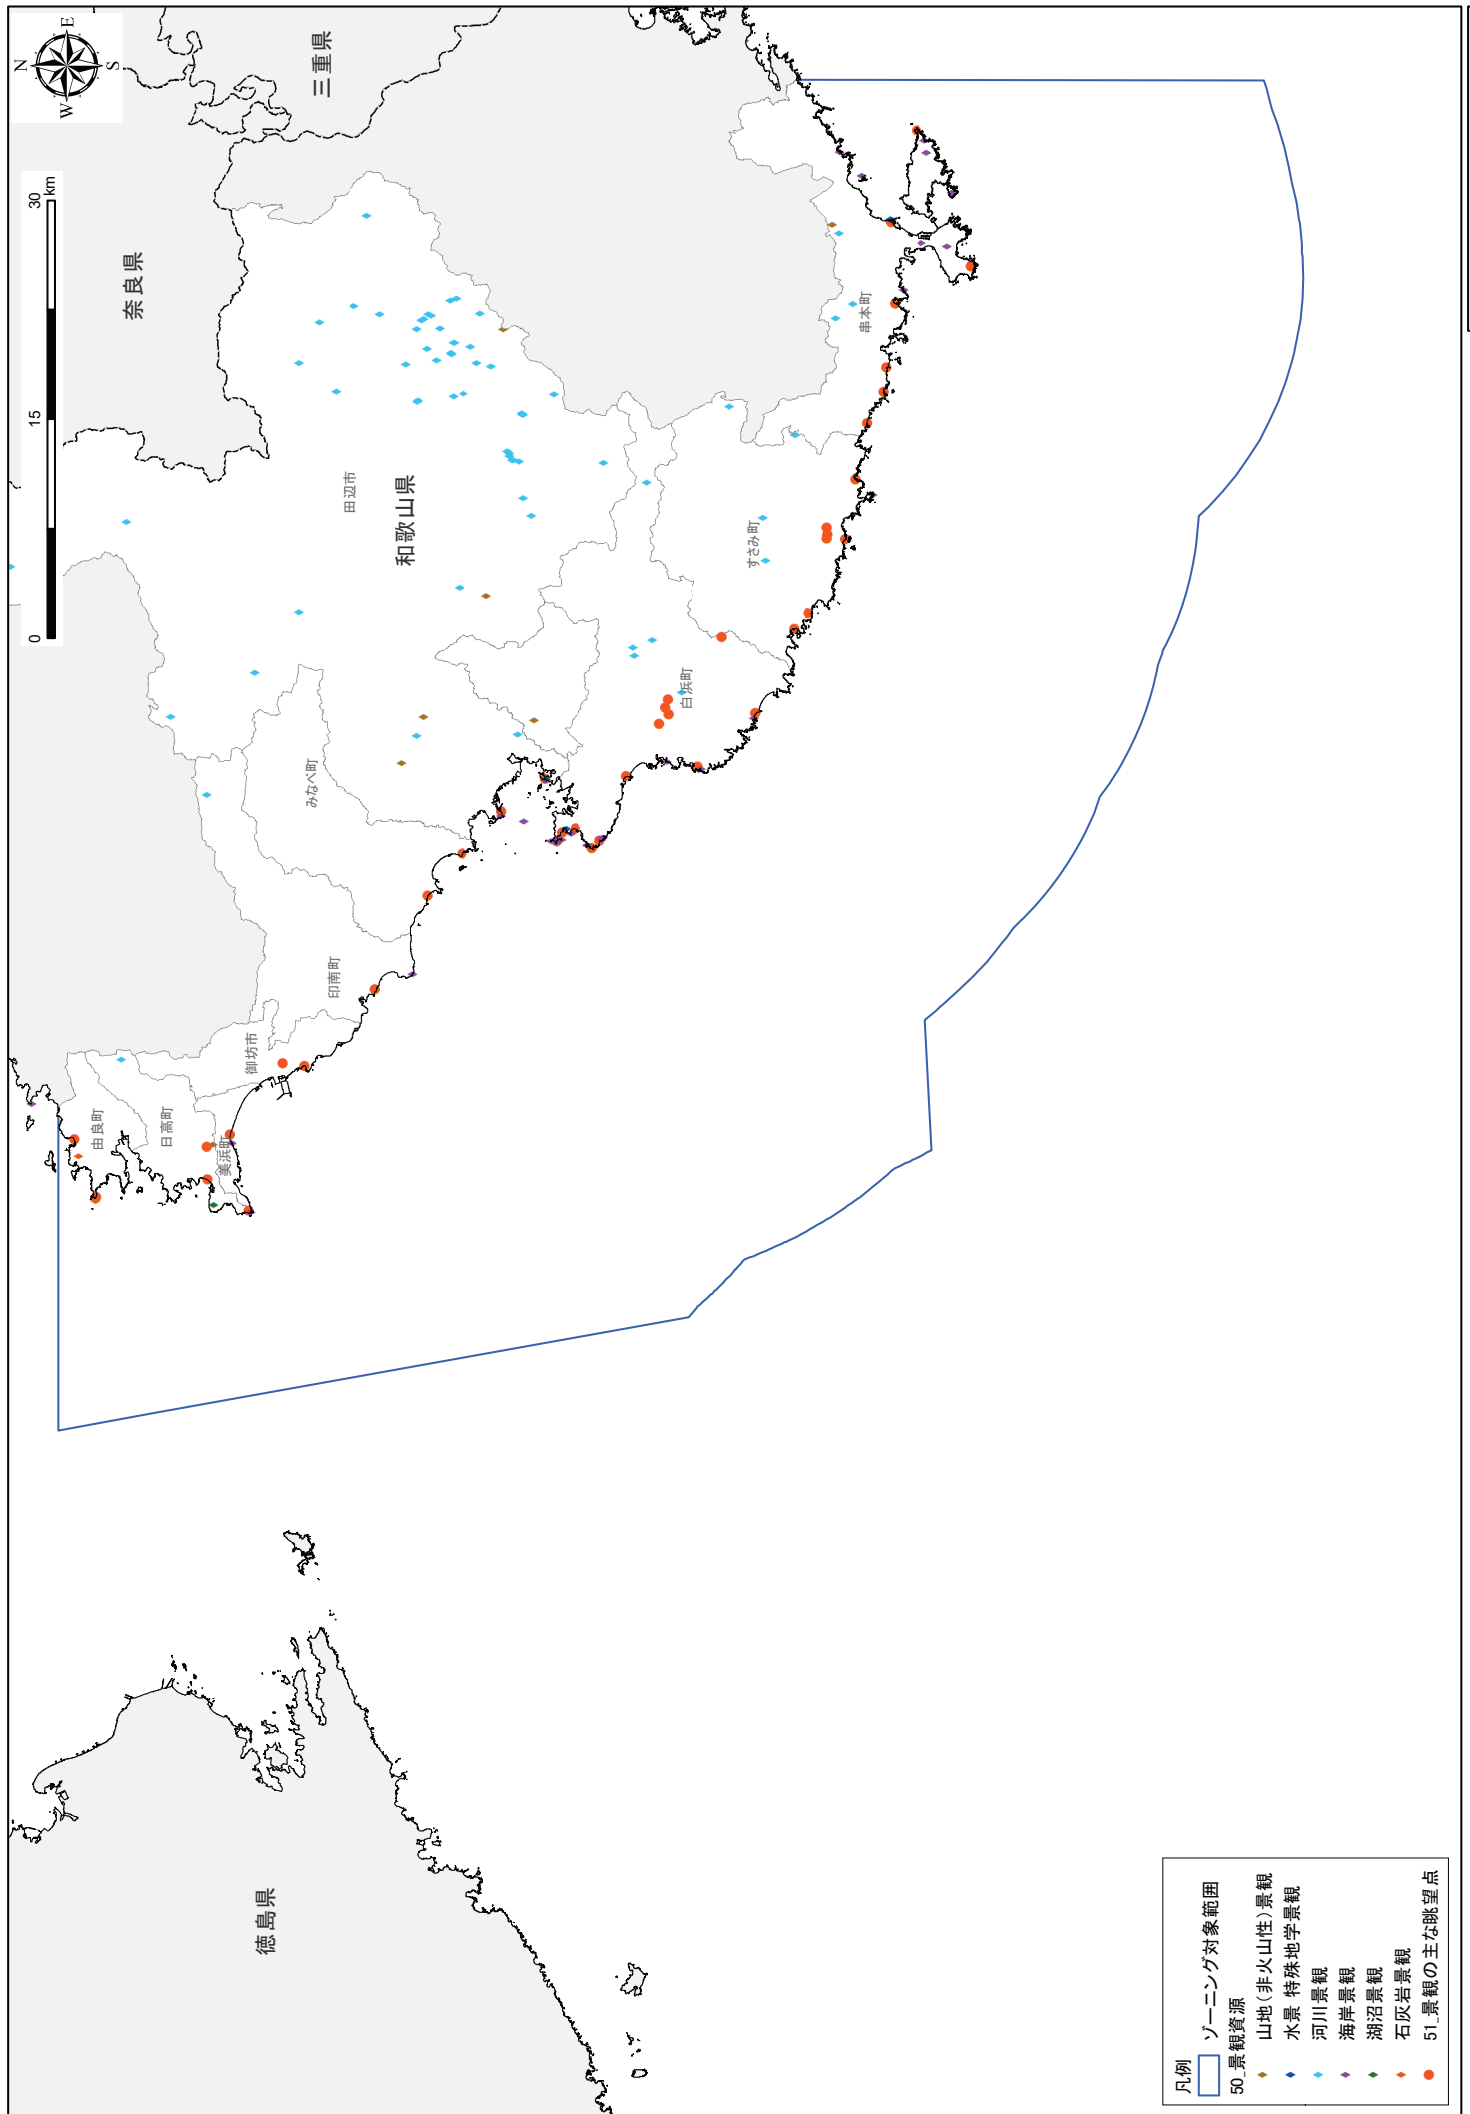 N
W
E
S
0
15
30
km
奈良県
三重県
和歌山県
田辺市
みなべ町
印南町
御坊市
由良町
日高町
美浜町
白浜町
すさみ町
串本町
徳島県
凡例
ゾーニング対象範囲
50_景観資源
山地(非火山性)景観
水景 特殊地学景観
河川景観
海岸景観
湖沼景観
石灰岩景観
51_景観の主な眺望点